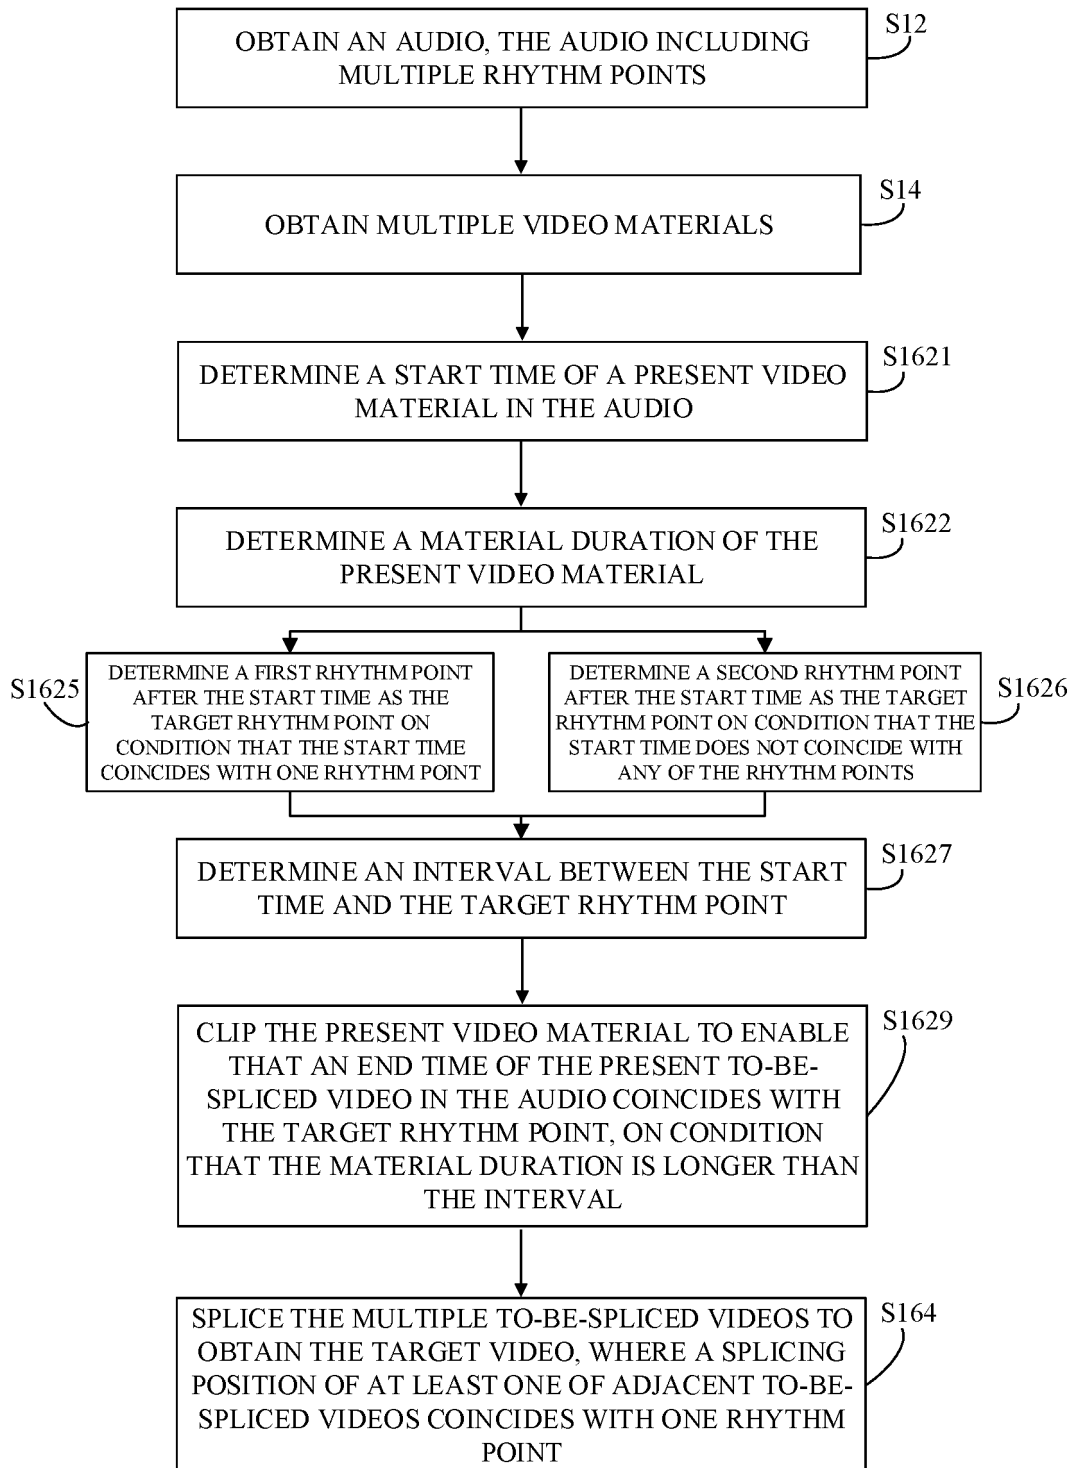 S12
OBTAIN AN AUDIO, THE AUDIO INCLUDING
MULTIPLE RHYTHM POINTS
S14
OBTAIN MULTIPLE VIDEO MATERIALS
S1621
DETERMINE A START TIME OF A PRESENT VIDEO
MATERIAL IN THE AUDIO
S1622
DETERMINE A MATERIAL DURATION OF THE
PRESENT VIDEO MATERIAL
S1625
DETERMINE A FIRST RHYTHM POINT
AFTER THE START TIME AS THE
TARGET RHYTHM POINT ON
CONDITION THAT THE START TIME
COINCIDES WITH ONE RHYTHM POINT
DETERMINE A SECOND RHYTHM POINT
AFTER THE START TIME AS THE TARGET
RHYTHM POINT ON CONDITION THAT THE
START TIME DOES NOT COINCIDE WITH
ANY OF THE RHYTHM POINTS
S1626
S1627
DETERMINE AN INTERVAL BETWEEN THE START
TIME AND THE TARGET RHYTHM POINT
S1629
CLIP THE PRESENT VIDEO MATERIAL TO ENABLE
THAT AN END TIME OF THE PRESENT TO-BE-
SPLICED VIDEO IN THE AUDIO COINCIDES WITH
THE TARGET RHYTHM POINT, ON CONDITION
THAT THE MATERIAL DURATION IS LONGER THAN
THE INTERVAL
S164
SPLICE THE MULTIPLE TO-BE-SPLICED VIDEOS TO
OBTAIN THE TARGET VIDEO, WHERE A SPLICING
POSITION OF AT LEAST ONE OF ADJACENT TO-BE-
SPLICED VIDEOS COINCIDES WITH ONE RHYTHM
POINT